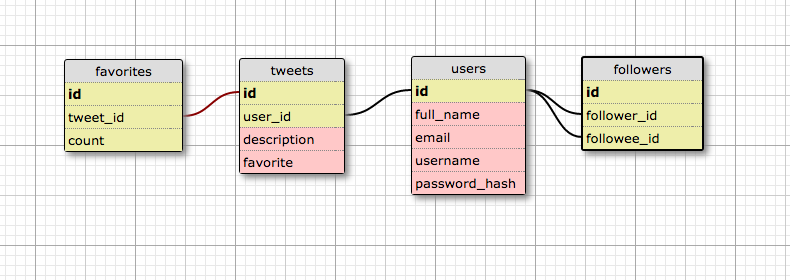 favorites
id
tweet_id
count
tweets
id
user_id
description
favorite
users
id
full_name
email
username
password_hash
followers
id
follower_id
followee_id